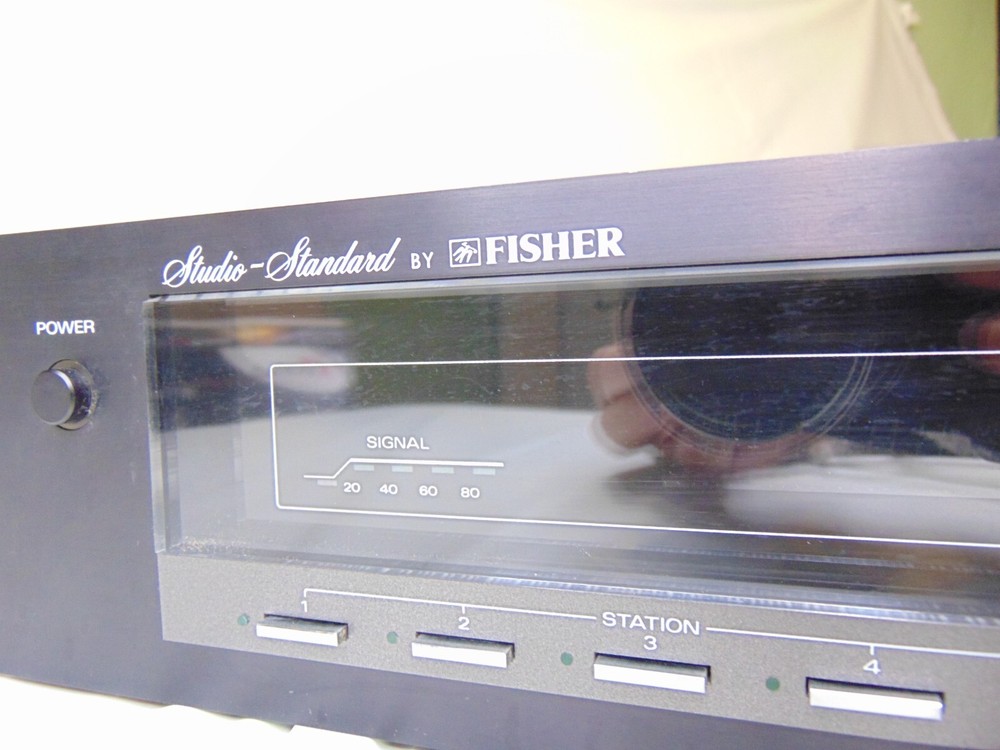 Studio-Standard BY FISHER
POWER
SIGNAL
20 40 60 80
STATION
1 2 3 4